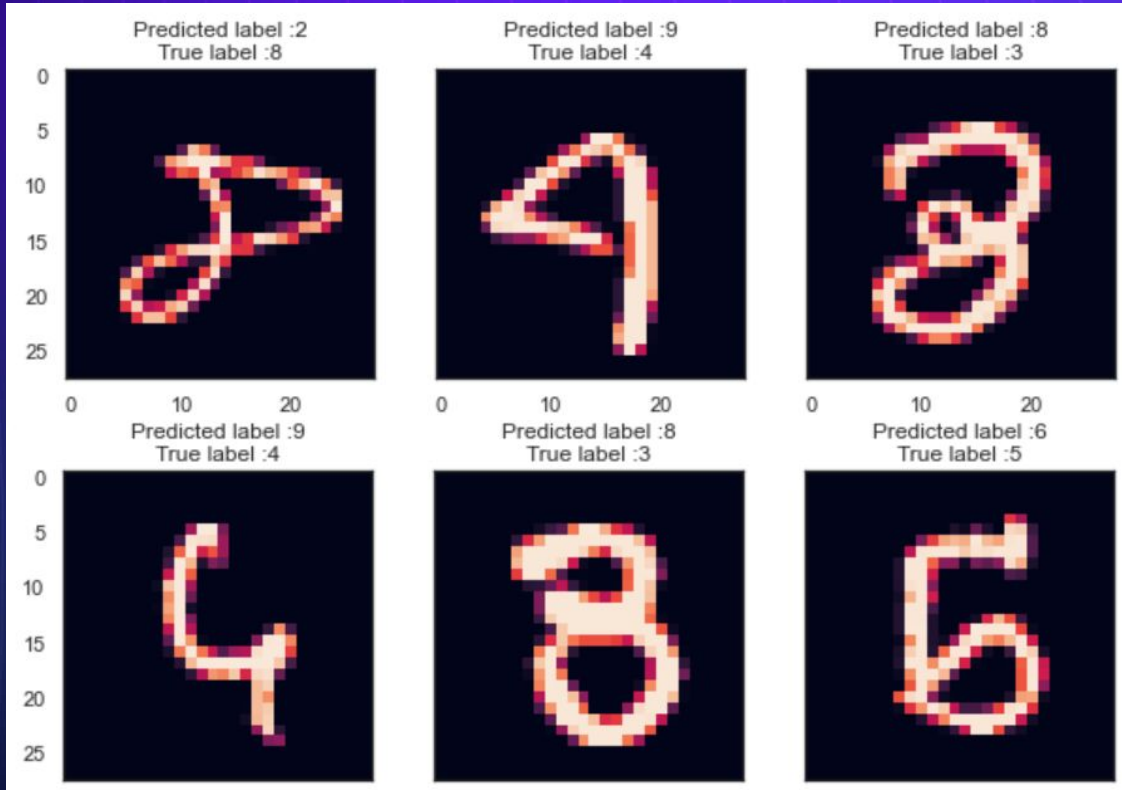 Predicted label :2
True label :8
Predicted label :9
True label :4
Predicted label :8
True label :3
0
5
10
15
20
25
0 10 20
0 10 20
0 10 20
Predicted label :9
True label :4
Predicted label :8
True label :3
Predicted label :6
True label :5
0
5
10
15
20
25